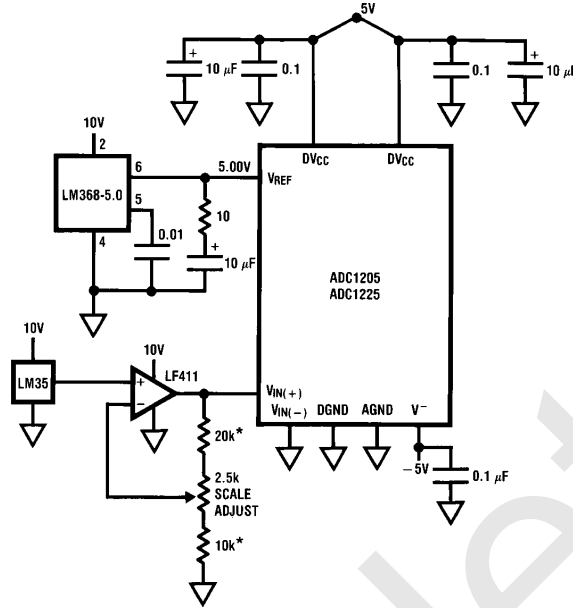 5V
+
10 μF
0.1
0.1
+
10 μF
10V
2
LM368-5.0
6
5
4
5.00V
0.01
10
+
10 μF
DVCC
DVCC
VREF
ADC1205
ADC1225
10V
LM35
10V
LF411
+
−
VIN(+)
VIN(−)
DGND
AGND
V−
20k*
2.5k
SCALE
ADJUST
10k*
−5V
0.1 μF